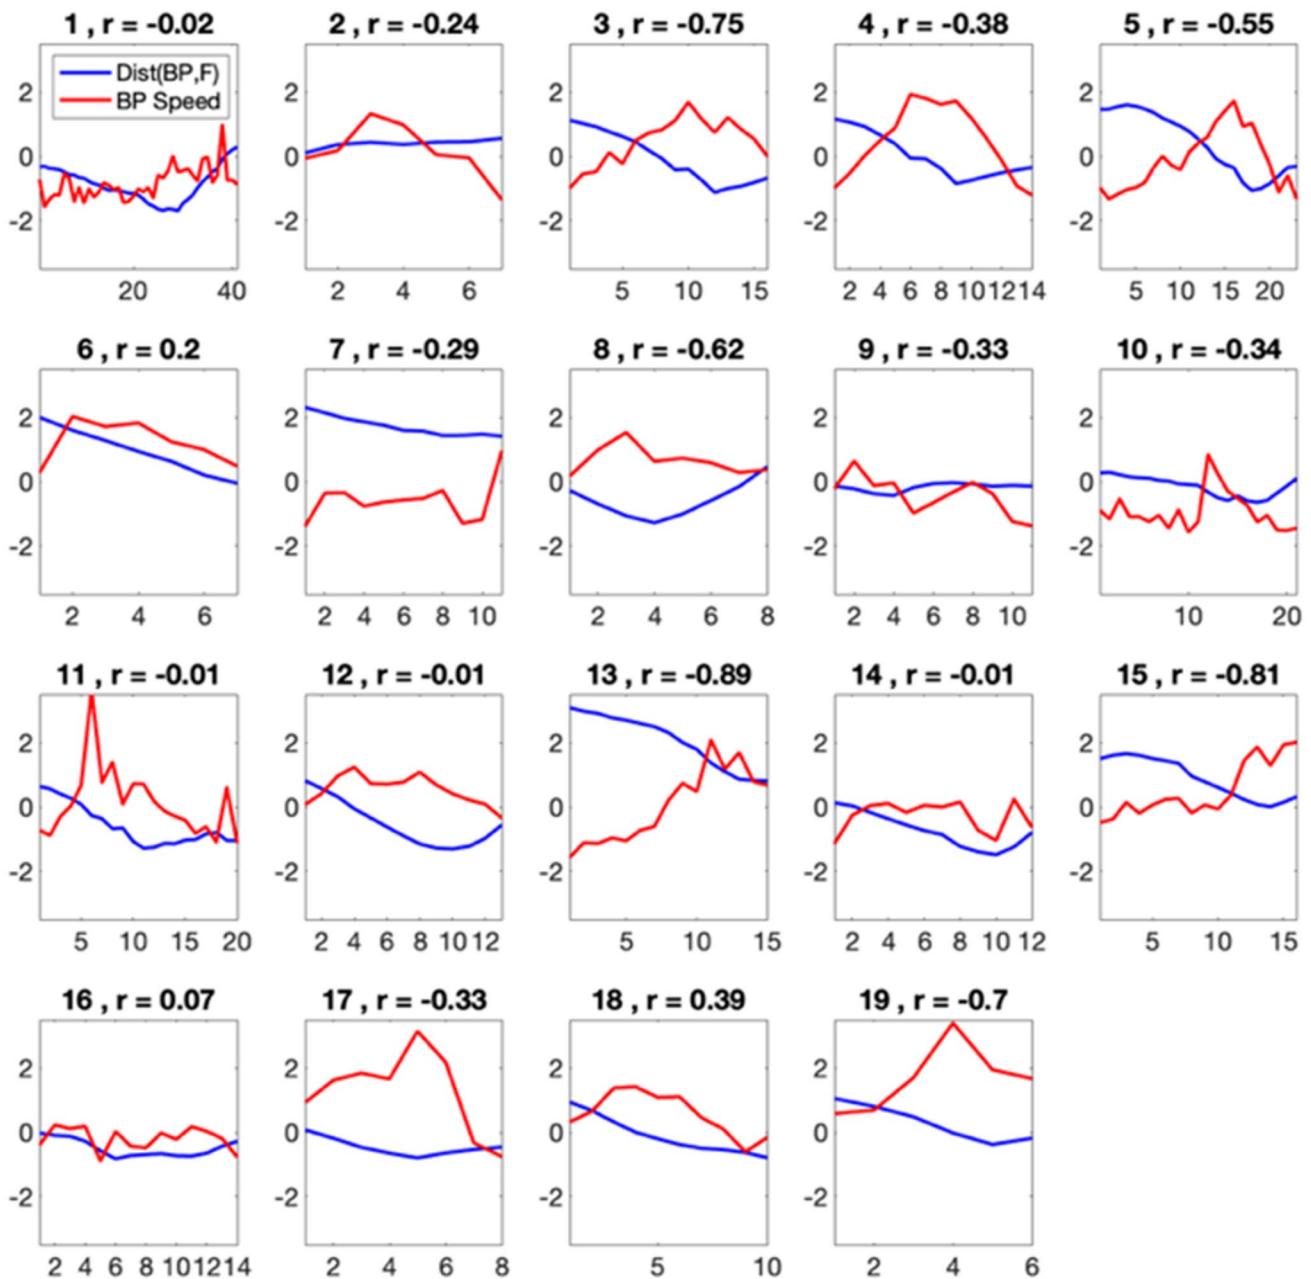 1 , r = -0.02 2 , r = -0.24 3 , r = -0.75 4 , r = -0.38 5 , r = -0.55
Dist(BP,F)
BP Speed
2 2 2 2 2
0 0 0 0 0
-2 -2 -2 -2 -2
20 40 2 4 6 5 10 15 2 4 6 8 10 12 14 5 10 15 20
6 , r = 0.2 7 , r = -0.29 8 , r = -0.62 9 , r = -0.33 10 , r = -0.34
2 2 2 2 2
0 0 0 0 0
-2 -2 -2 -2 -2
2 4 6 2 4 6 8 10 2 4 6 8 2 4 6 8 10 10 20
11 , r = -0.01 12 , r = -0.01 13 , r = -0.89 14 , r = -0.01 15 , r = -0.81
2 2 2 2 2
0 0 0 0 0
-2 -2 -2 -2 -2
5 10 15 20 2 4 6 8 10 12 5 10 15 2 4 6 8 10 12 5 10 15
16 , r = 0.07 17 , r = -0.33 18 , r = 0.39 19 , r = -0.7
2 2 2 2
0 0 0 0
-2 -2 -2 -2
2 4 6 8 10 12 14 2 4 6 8 5 10 2 4 6